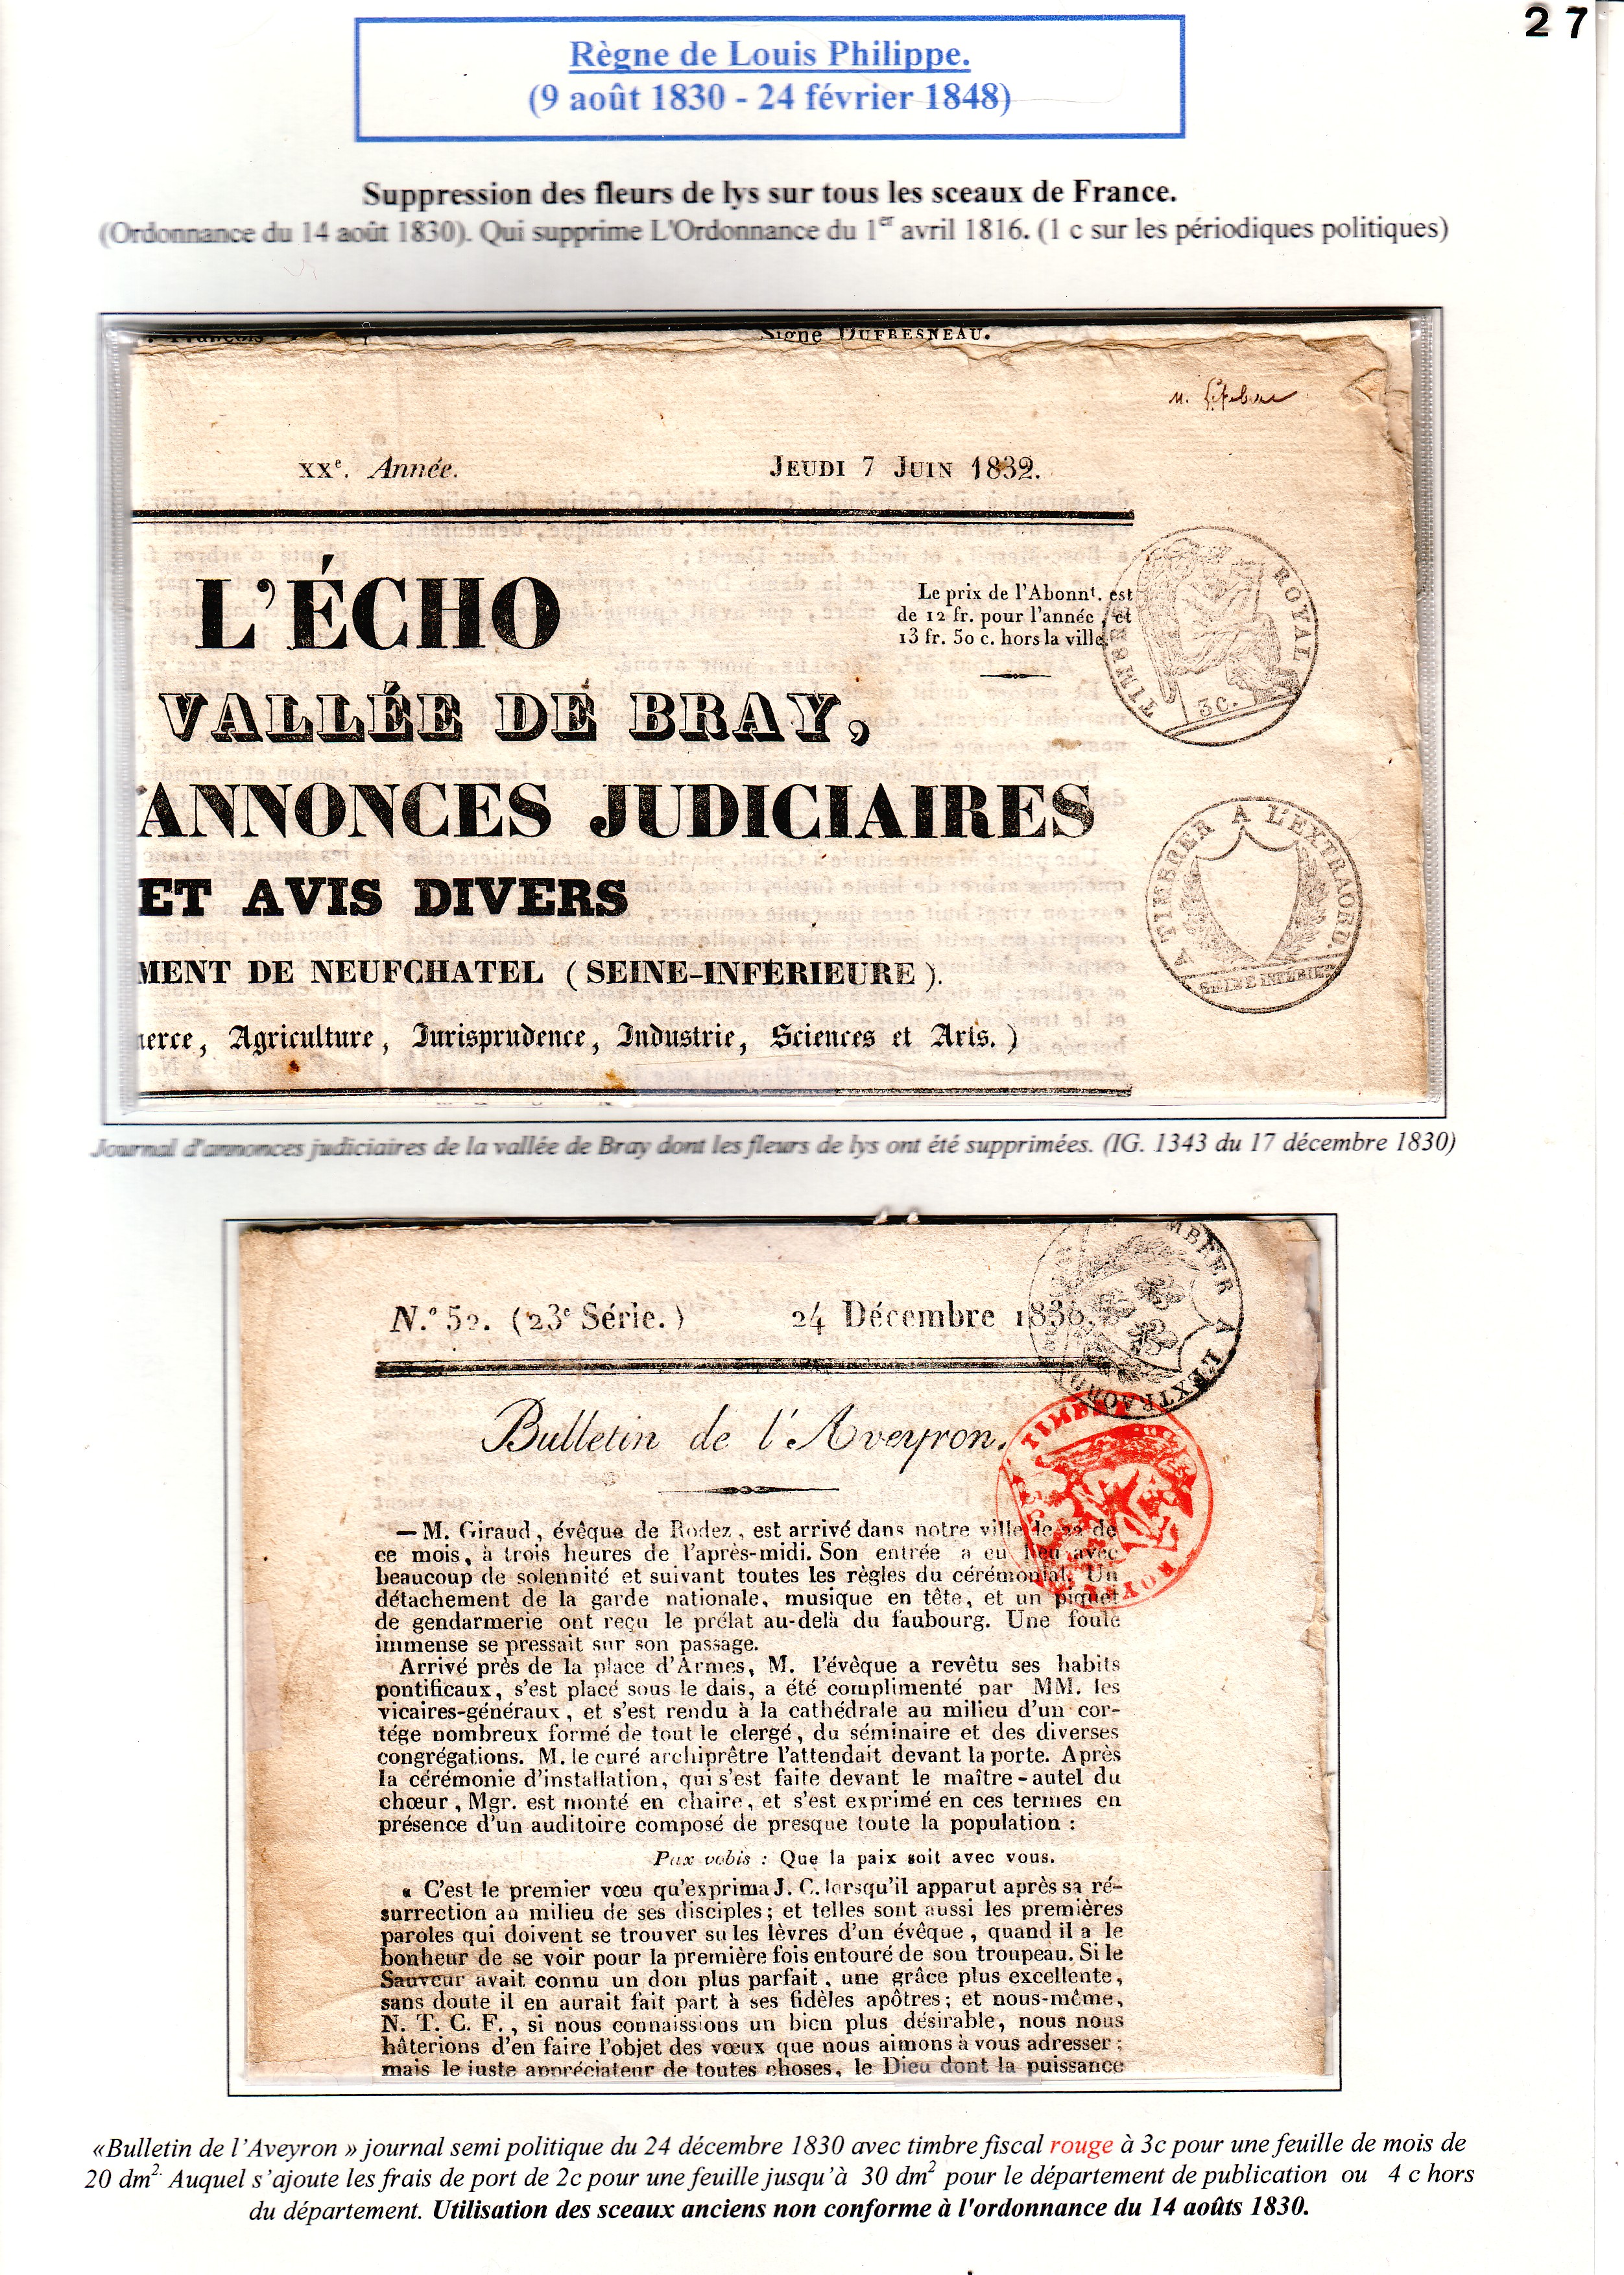 27
Règne de Louis Philippe.
(9 août 1830 - 24 février 1848)
Suppression des fleurs de lys sur tous les sceaux de France.
(Ordonnance du 14 août 1830). Qui supprime L'Ordonnance du 1er avril 1816. (1 c sur les périodiques politiques)
Signé DUFRESNEAU.
XXe. Année. JEUDI 7 JUIN 1832.
L'ÉCHO
Le prix de l'Abonnt. est
de 12 fr. pour l'année, et
13 fr. 50 c. hors la ville.
TIMBRE ROYAL
3C.
VALLÉE DE BRAY,
ANNONCES JUDICIAIRES
ET AVIS DIVERS
A TIMBRER A L'EXTRAORD.
SEINE INFERIE.
MENT DE NEUFCHATEL (SEINE-INFÉRIEURE).
erce, Agriculture, Jurisprudence, Industrie, Sciences et Arts.)
Journal d'annonces judiciaires de la vallée de Bray dont les fleurs de lys ont été supprimées. (IG. 1343 du 17 décembre 1830)
N.º 52. (23e Série.) 24 Décembre 1830.
MBRER A L'EXTRAORD
Bulletin de l'Aveyron.
TIMBRE ROYAL
— M. Giraud, évêque de Rodez, est arrivé dans notre ville le 22 de
ce mois, à trois heures de l'après-midi. Son entrée a eu lieu avec
beaucoup de solennité et suivant toutes les règles du cérémonial. Un
détachement de la garde nationale, musique en tête, et un piquet
de gendarmerie ont reçu le prélat au-delà du faubourg. Une foule
immense se pressait sur son passage.
Arrivé près de la place d'Armes, M. l'évêque a revêtu ses habits
pontificaux, s'est placé sous le dais, a été complimenté par MM. les
vicaires-généraux, et s'est rendu à la cathédrale au milieu d'un cor-
tége nombreux formé de tout le clergé, du séminaire et des diverses
congrégations. M. le curé archiprêtre l'attendait devant la porte. Après
la cérémonie d'installation, qui s'est faite devant le maître-autel du
chœur, Mgr. est monté en chaire, et s'est exprimé en ces termes en
présence d'un auditoire composé de presque toute la population :
Pax vobis : Que la paix soit avec vous.
« C'est le premier vœu qu'exprima J. C. lorsqu'il apparut après sa ré-
surrection au milieu de ses disciples; et telles sont aussi les premières
paroles qui doivent se trouver su les lèvres d'un évêque, quand il a le
bonheur de se voir pour la première fois entouré de son troupeau. Si le
Sauveur avait connu un don plus parfait, une grâce plus excellente,
sans doute il en aurait fait part à ses fidèles apôtres; et nous-même,
N. T. C. F., si nous connaissions un bien plus désirable, nous nous
hâterions d'en faire l'objet des vœux que nous aimons à vous adresser;
mais le juste appréciateur de toutes choses, le Dieu dont la puissance
«Bulletin de l'Aveyron » journal semi politique du 24 décembre 1830 avec timbre fiscal rouge à 3c pour une feuille de mois de
20 dm2. Auquel s'ajoute les frais de port de 2c pour une feuille jusqu'à 30 dm2 pour le département de publication ou 4 c hors
du département. Utilisation des sceaux anciens non conforme à l'ordonnance du 14 aoûts 1830.